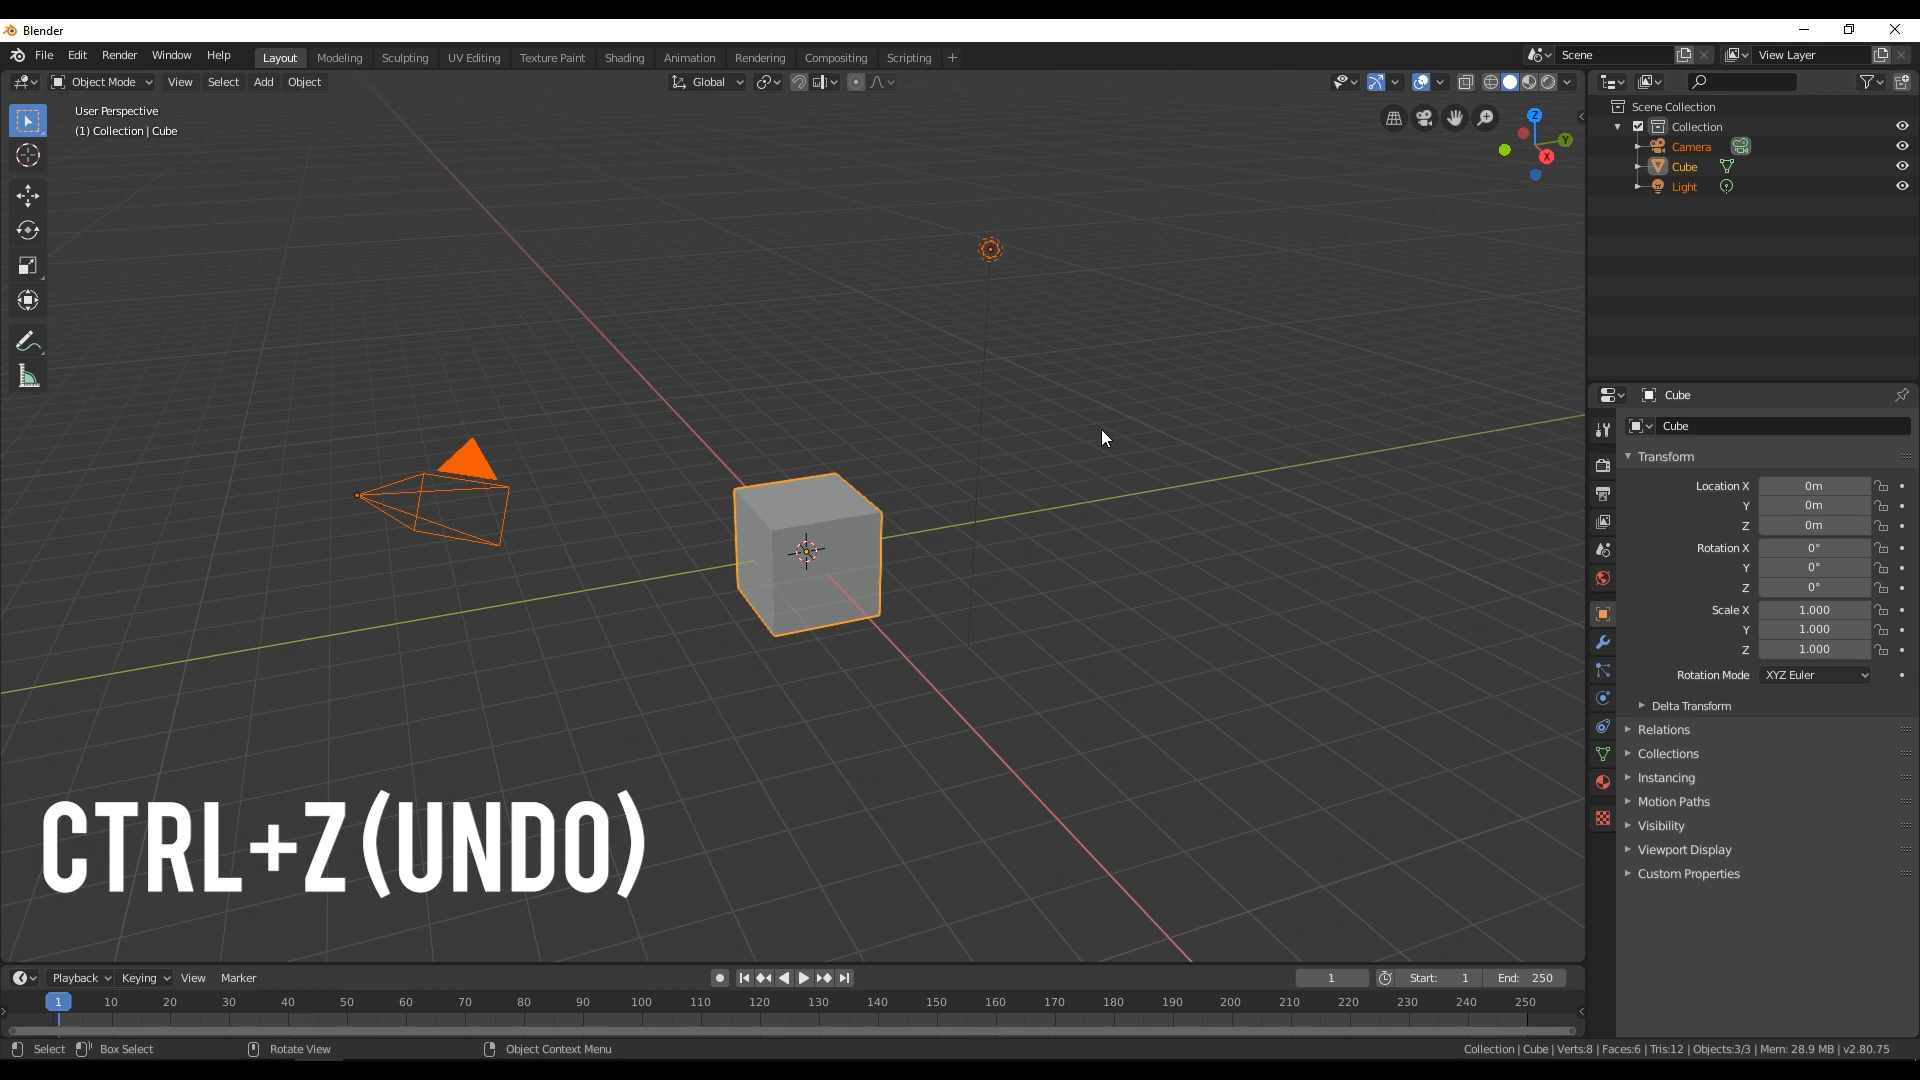 Blender
File Edit Render Window Help Layout Modeling Sculpting UV Editing Texture Paint Shading Animation Rendering Compositing Scripting + Scene View Layer
Object Mode View Select Add Object Global
User Perspective
(1) Collection | Cube
Z
Y
X
Scene Collection
Collection
Camera
Cube
Light
Cube
Cube
Transform
Location X 0m
Y 0m
Z 0m
Rotation X 0°
Y 0°
Z 0°
Scale X 1.000
Y 1.000
Z 1.000
Rotation Mode XYZ Euler
Delta Transform
Relations
Collections
Instancing
Motion Paths
Visibility
Viewport Display
Custom Properties
CTRL+Z(UNDO)
Playback Keying View Marker 1 Start: 1 End: 250
1 10 20 30 40 50 60 70 80 90 100 110 120 130 140 150 160 170 180 190 200 210 220 230 240 250
Select Box Select Rotate View Object Context Menu Collection | Cube | Verts:8 | Faces:6 | Tris:12 | Objects:3/3 | Mem: 28.9 MB | v2.80.75